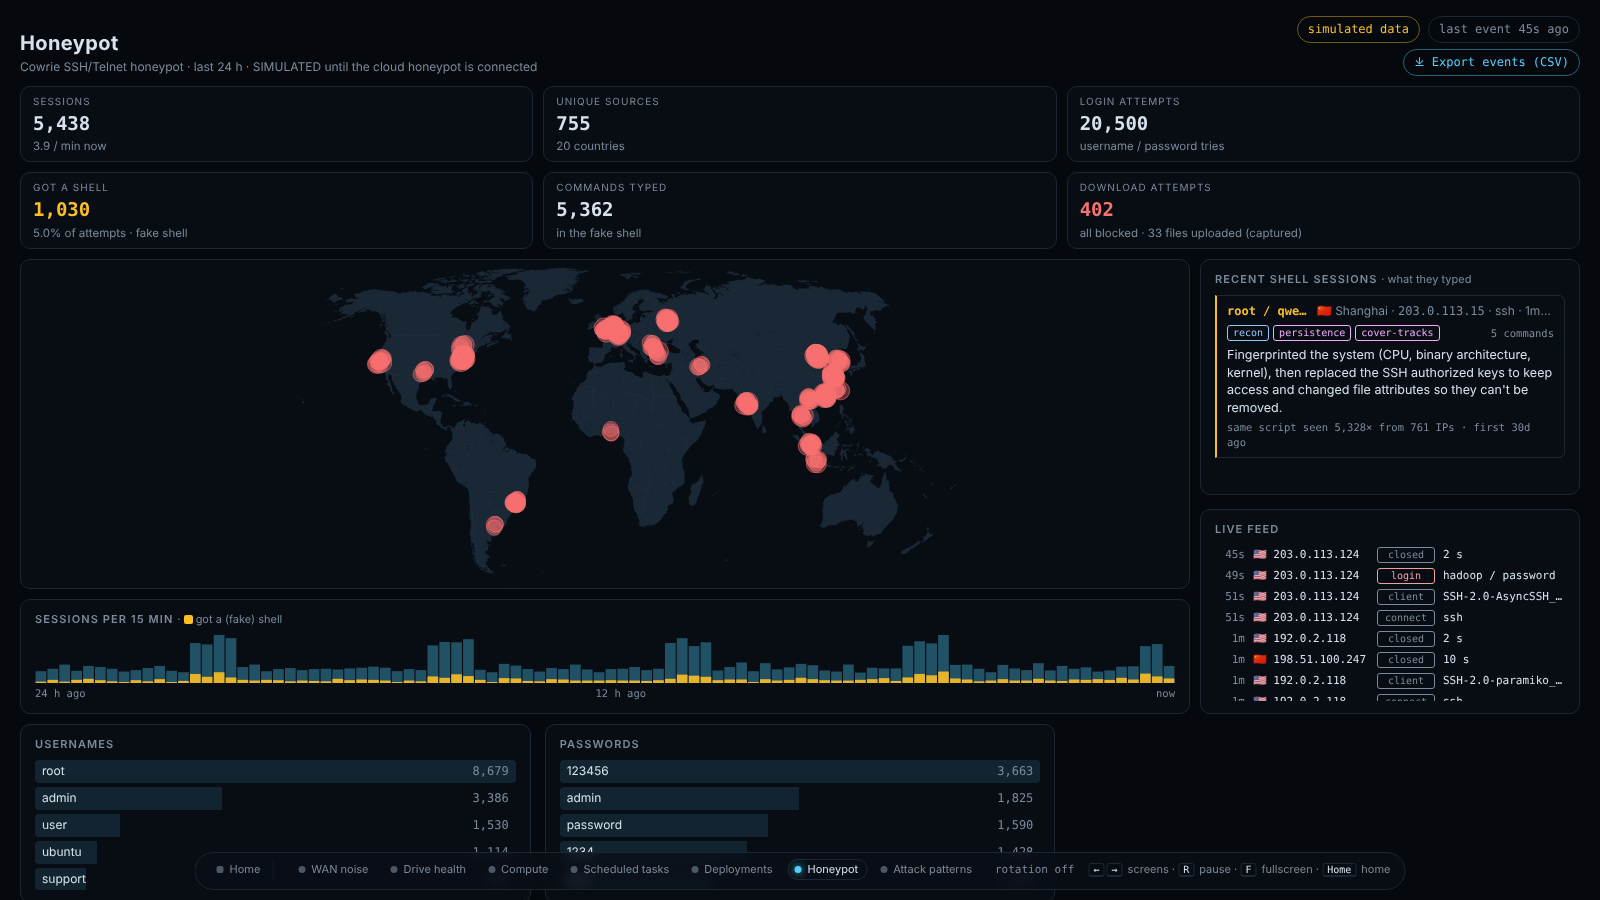 Honeypot
Cowrie SSH/Telnet honeypot · last 24 h · SIMULATED until the cloud honeypot is connected
simulated data
last event 45s ago
Export events (CSV)
SESSIONS
5,438
3.9 / min now
UNIQUE SOURCES
755
20 countries
LOGIN ATTEMPTS
20,500
username / password tries
GOT A SHELL
1,030
5.0% of attempts · fake shell
COMMANDS TYPED
5,362
in the fake shell
DOWNLOAD ATTEMPTS
402
all blocked · 33 files uploaded (captured)
RECENT SHELL SESSIONS · what they typed
root / qwe… Shanghai · 203.0.113.15 · ssh · 1m…
recon persistence cover-tracks 5 commands
Fingerprinted the system (CPU, binary architecture,
kernel), then replaced the SSH authorized keys to keep
access and changed file attributes so they can't be
removed.
same script seen 5,328× from 761 IPs · first 30d
ago
LIVE FEED
45s 203.0.113.124 closed 2 s
49s 203.0.113.124 login hadoop / password
51s 203.0.113.124 client SSH-2.0-AsyncSSH_…
51s 203.0.113.124 connect ssh
1m 192.0.2.118 closed 2 s
1m 198.51.100.247 closed 10 s
1m 192.0.2.118 client SSH-2.0-paramiko_…
1m 192.0.2.118 connect ssh
SESSIONS PER 15 MIN · got a (fake) shell
24 h ago
12 h ago
now
USERNAMES
root 8,679
admin 3,386
user 1,530
ubuntu 1,114
support
PASSWORDS
123456 3,663
admin 1,825
password 1,590
1234 1,428
Home
WAN noise
Drive health
Compute
Scheduled tasks
Deployments
Honeypot
Attack patterns
rotation off
← → screens · R pause · F fullscreen · Home home